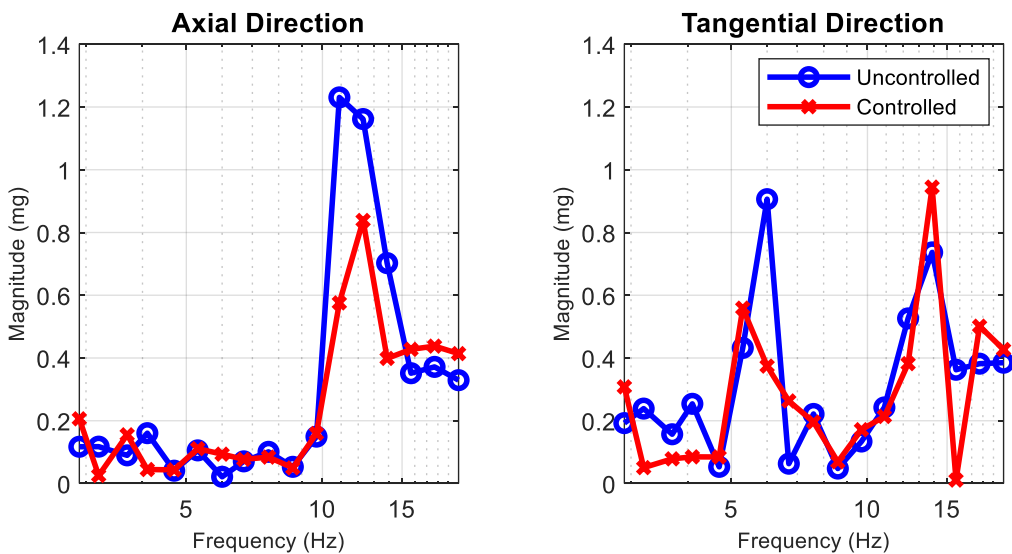 Axial Direction
1.4
1.2
1
0.8
0.6
0.4
0.2
0
Magnitude (mg)
5
10
15
Frequency (Hz)
Tangential Direction
Uncontrolled
Controlled
1.4
1.2
1
0.8
0.6
0.4
0.2
0
Magnitude (mg)
5
10
15
Frequency (Hz)